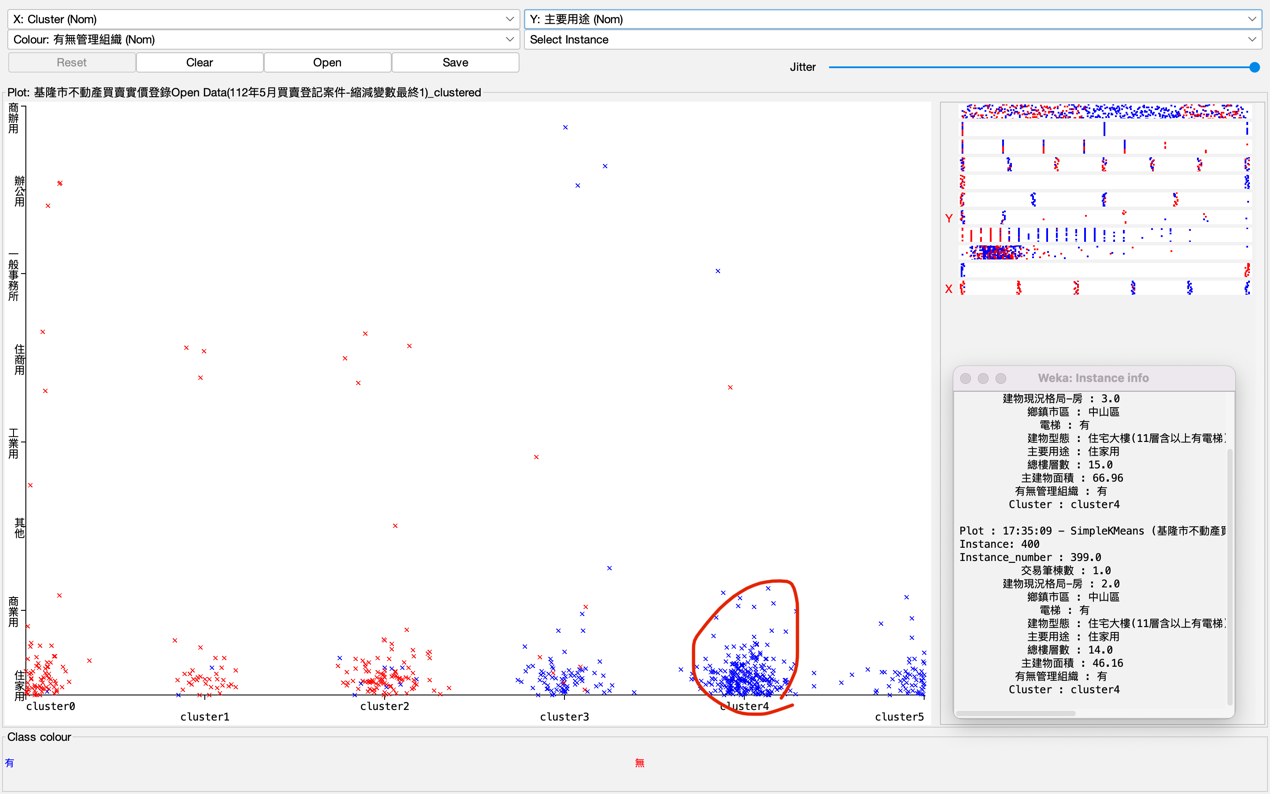 X: Cluster (Nom)
Y: 主要用途 (Nom)
Colour: 有無管理組織 (Nom)
Select Instance
Reset
Clear
Open
Save
Jitter
Plot: 基隆市不動產買賣實價登錄Open Data(112年5月買賣登記案件-縮減變數最終1)_clustered
商辦用
辦公用
一般事務所
住商用
工業用
其他
商業用
住家用
cluster0
cluster1
cluster2
cluster3
cluster4
cluster5
Y
X
Weka: Instance info
建物現況格局-房 : 3.0
鄉鎮市區 : 中山區
電梯 : 有
建物型態 : 住宅大樓(11層含以上有電梯)
主要用途 : 住家用
總樓層數 : 15.0
主建物面積 : 66.96
有無管理組織 : 有
Cluster : cluster4
Plot : 17:35:09 - SimpleKMeans (基隆市不動產買
Instance: 400
Instance_number : 399.0
交易筆棟數 : 1.0
建物現況格局-房 : 2.0
鄉鎮市區 : 中山區
電梯 : 有
建物型態 : 住宅大樓(11層含以上有電梯)
主要用途 : 住家用
總樓層數 : 14.0
主建物面積 : 46.16
有無管理組織 : 有
Cluster : cluster4
Class colour
有
無